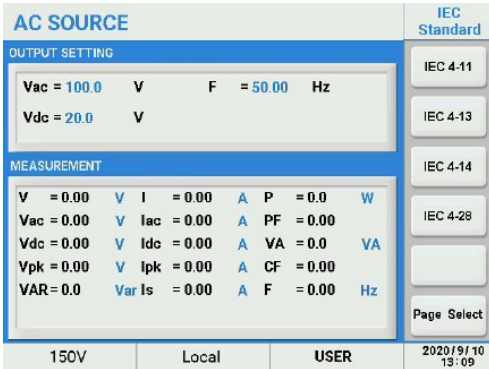 AC SOURCE
IEC
Standard
OUTPUT SETTING
Vac = 100.0 V F = 50.00 Hz
Vdc = 20.0 V
MEASUREMENT
V = 0.00 V I = 0.00 A P = 0.0 W
Vac = 0.00 V Iac = 0.00 A PF = 0.00
Vdc = 0.00 V Idc = 0.00 A VA = 0.0 VA
Vpk = 0.00 V Ipk = 0.00 A CF = 0.00
VAR= 0.0 Var Is = 0.00 A F = 0.00 Hz
IEC 4-11
IEC 4-13
IEC 4-14
IEC 4-28
Page Select
150V Local USER
2020/9/10
13:09